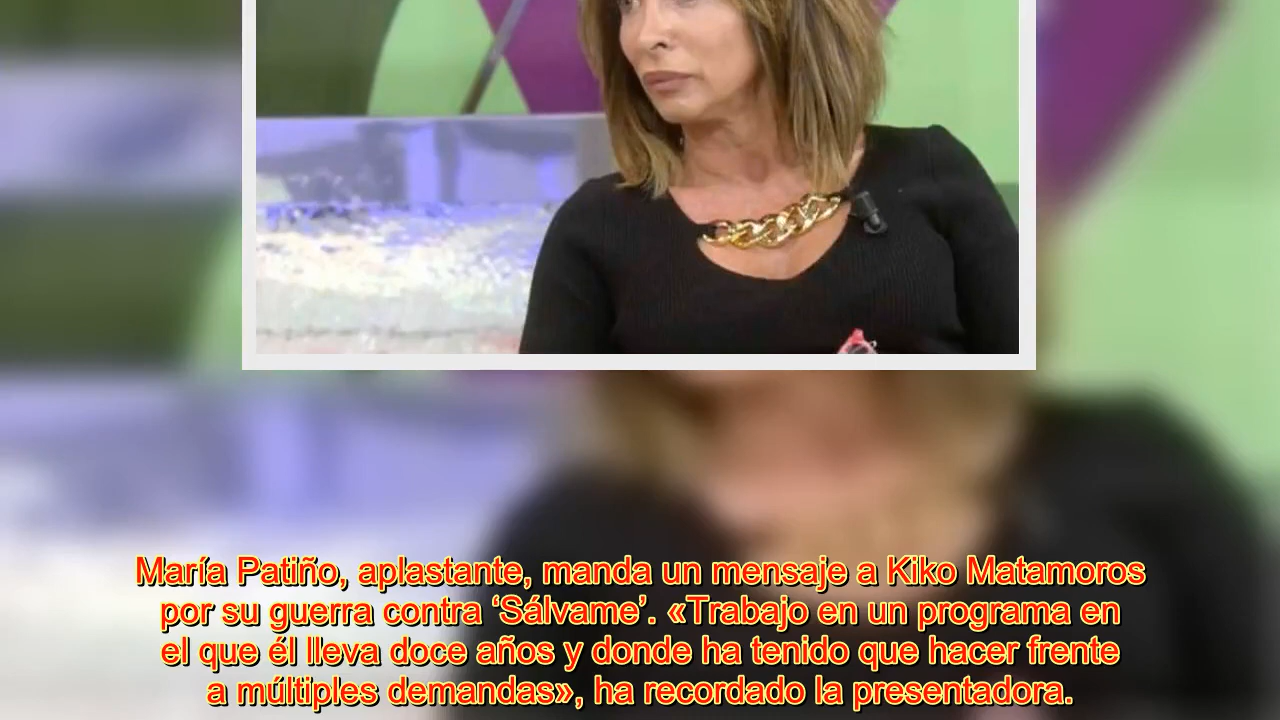 María Patiño, aplastante, manda un mensaje a Kiko Matamoros
por su guerra contra ‘Sálvame’. «Trabajo en un programa en
el que él lleva doce años y donde ha tenido que hacer frente
a múltiples demandas», ha recordado la presentadora.